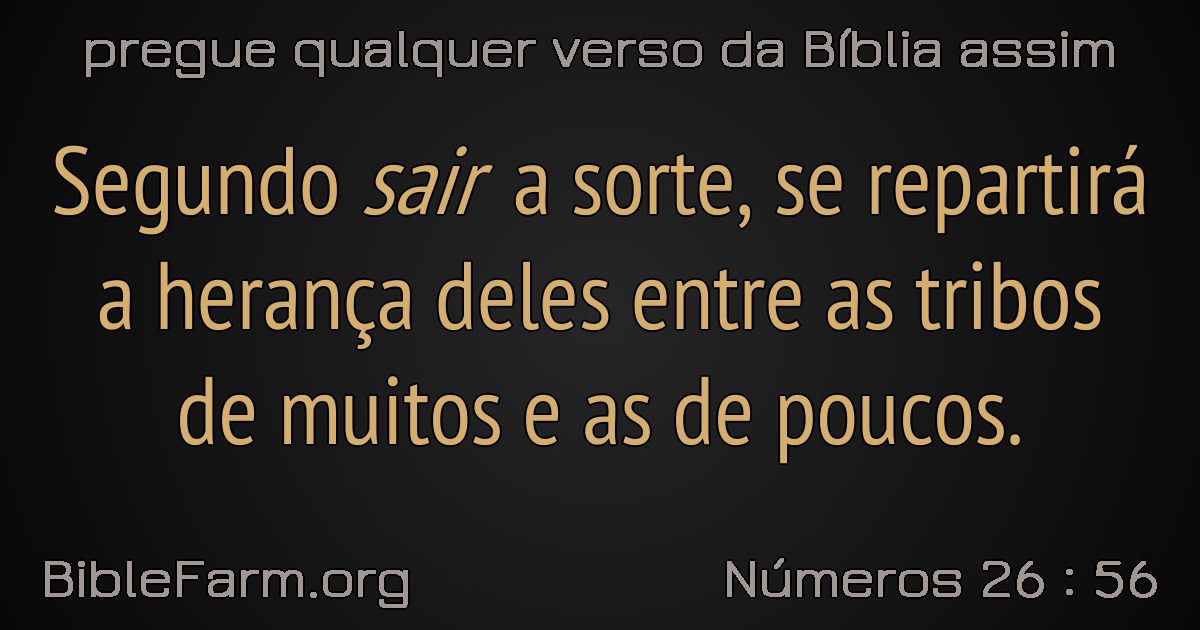 pregue qualquer verso da Bíblia assim
Segundo sair a sorte, se repartirá
a herança deles entre as tribos
de muitos e as de poucos.
BibleFarm.org
Números 26 : 56